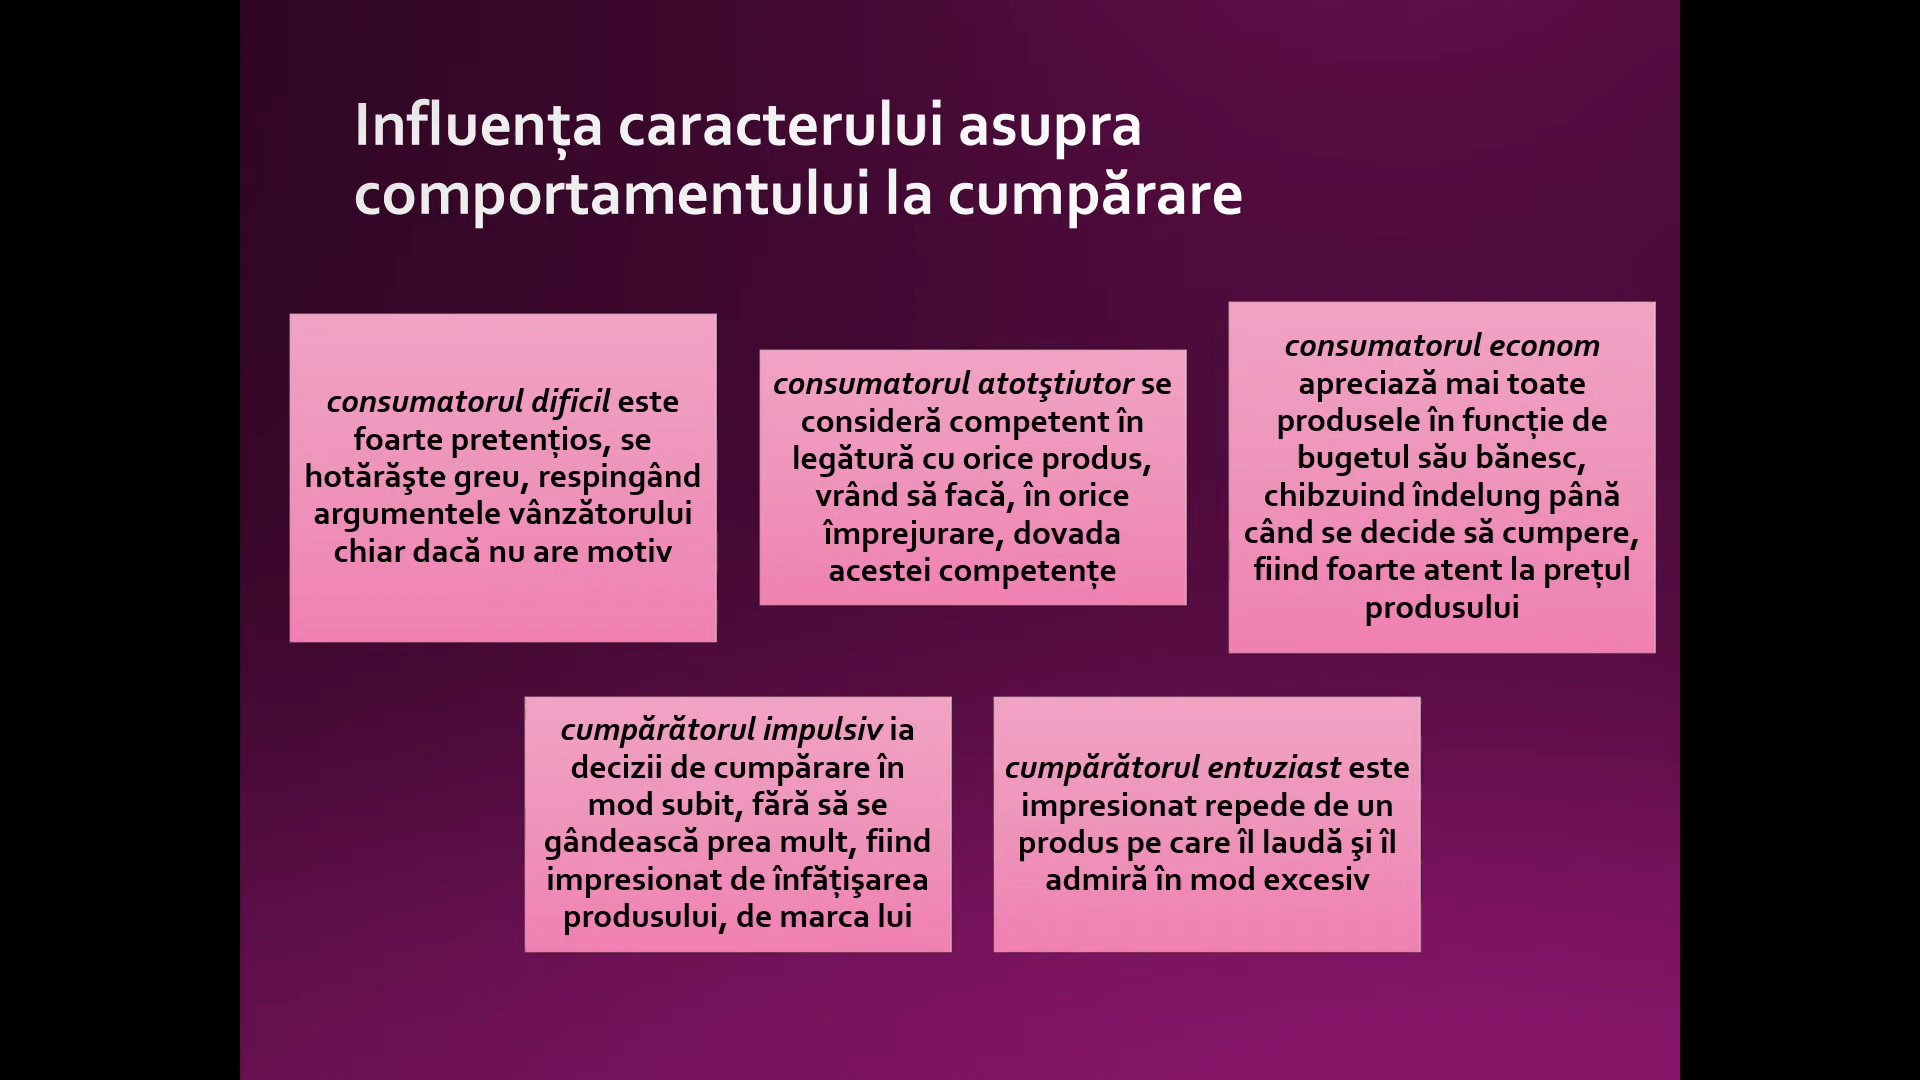 Influența caracterului asupra
comportamentului la cumpărare
consumatorul dificil este
foarte pretențios, se
hotărăşte greu, respingând
argumentele vânzătorului
chiar dacă nu are motiv
consumatorul atotştiutor se
consideră competent în
legătură cu orice produs,
vrând să facă, în orice
împrejurare, dovada
acestei competențe
consumatorul econom
apreciază mai toate
produsele în funcție de
bugetul său bănesc,
chibzuind îndelung până
când se decide să cumpere,
fiind foarte atent la prețul
produsului
cumpărătorul impulsiv ia
decizii de cumpărare în
mod subit, fără să se
gândească prea mult, fiind
impresionat de înfățişarea
produsului, de marca lui
cumpărătorul entuziast este
impresionat repede de un
produs pe care îl laudă şi îl
admiră în mod excesiv